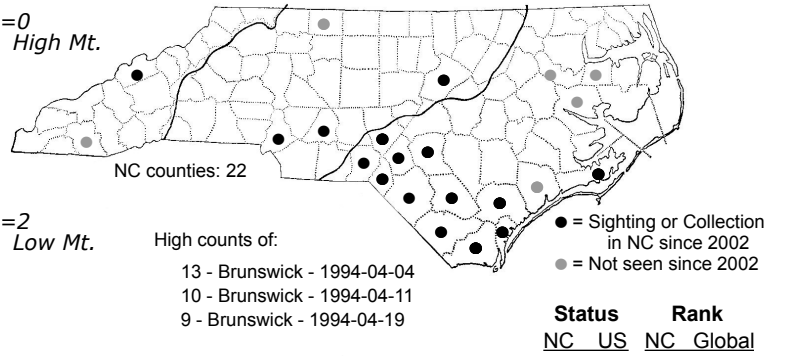 =0
High Mt.
NC counties: 22
=2
Low Mt.
High counts of:
13 - Brunswick - 1994-04-04
10 - Brunswick - 1994-04-11
9 - Brunswick - 1994-04-19
● = Sighting or Collection
in NC since 2002
● = Not seen since 2002
Status Rank
NC US NC Global